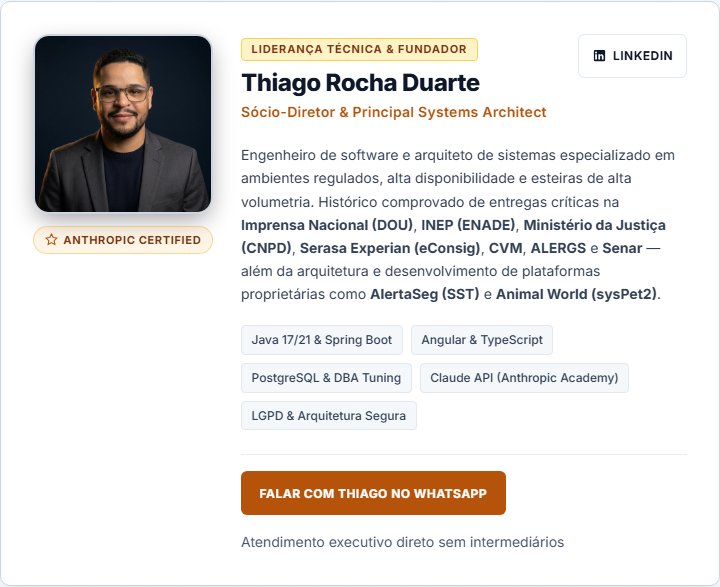 LIDERANÇA TÉCNICA & FUNDADOR
LINKEDIN
Thiago Rocha Duarte
Sócio-Diretor & Principal Systems Architect
ANTHROPIC CERTIFIED
Engenheiro de software e arquiteto de sistemas especializado em
ambientes regulados, alta disponibilidade e esteiras de alta
volumetria. Histórico comprovado de entregas críticas na
Imprensa Nacional (DOU), INEP (ENADE), Ministério da Justiça
(CNPD), Serasa Experian (eConsig), CVM, ALERGS e Senar —
além da arquitetura e desenvolvimento de plataformas
proprietárias como AlertaSeg (SST) e Animal World (sysPet2).
Java 17/21 & Spring Boot
Angular & TypeScript
PostgreSQL & DBA Tuning
Claude API (Anthropic Academy)
LGPD & Arquitetura Segura
FALAR COM THIAGO NO WHATSAPP
Atendimento executivo direto sem intermediários